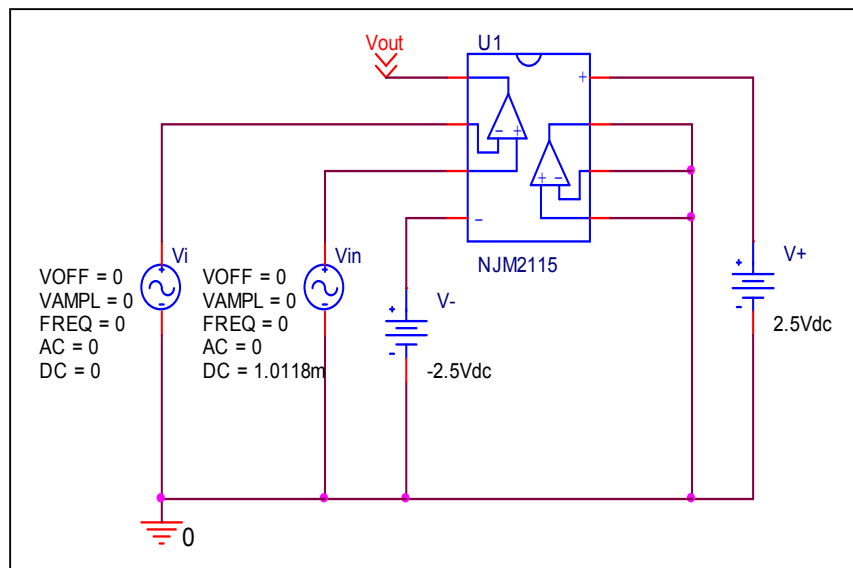 Vout
U1
+
- +
+ -
-
NJM2115
Vi
+
-
VOFF = 0
VAMPL = 0
FREQ = 0
AC = 0
DC = 0
Vin
+
-
VOFF = 0
VAMPL = 0
FREQ = 0
AC = 0
DC = 1.0118m
V-
+
-
-2.5Vdc
V+
+
-
2.5Vdc
0